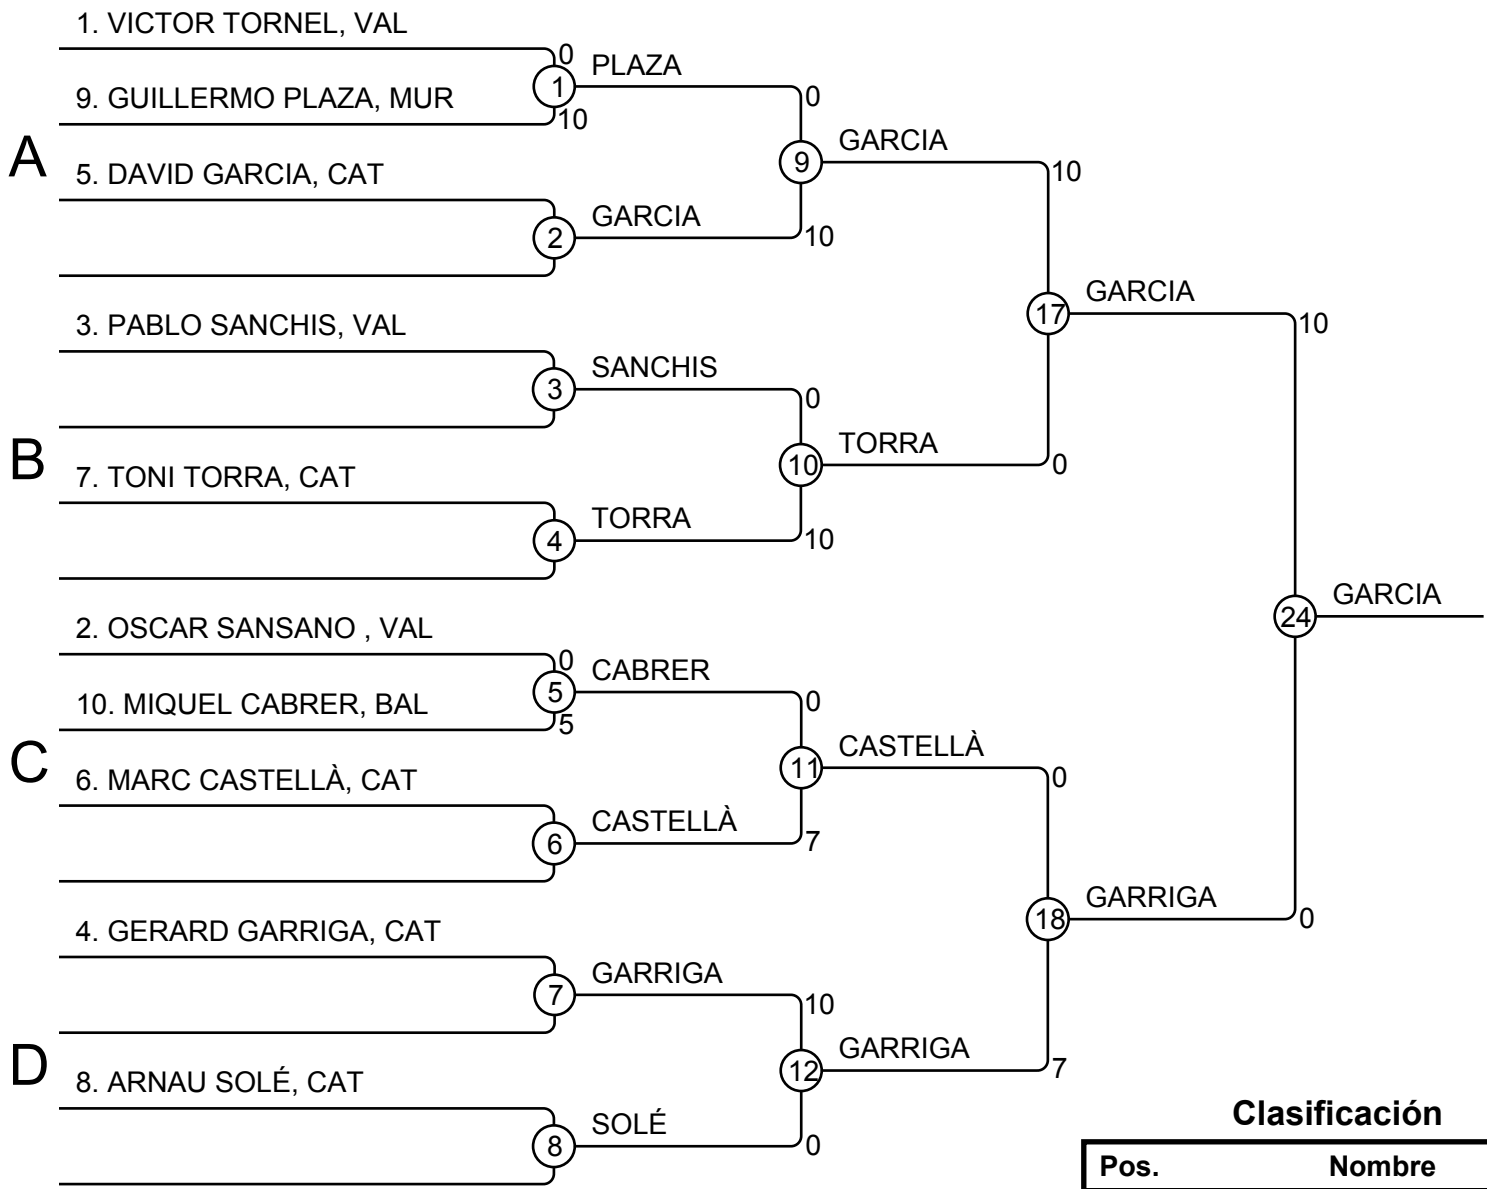 1. VICTOR TORNEL, VAL
0
PLAZA
1
9. GUILLERMO PLAZA, MUR
10
0
A
GARCIA
9
10
5. DAVID GARCIA, CAT
GARCIA
2
10
GARCIA
17
10
3. PABLO SANCHIS, VAL
SANCHIS
3
0
B
TORRA
10
0
7. TONI TORRA, CAT
TORRA
4
10
GARCIA
24
2. OSCAR SANSANO , VAL
0
CABRER
5
10. MIQUEL CABRER, BAL
5
0
C
CASTELLÀ
11
0
6. MARC CASTELLÀ, CAT
CASTELLÀ
6
7
GARRIGA
18
0
4. GERARD GARRIGA, CAT
GARRIGA
7
10
D
GARRIGA
12
7
8. ARNAU SOLÉ, CAT
SOLÉ
8
0
Clasificación
Pos. Nombre